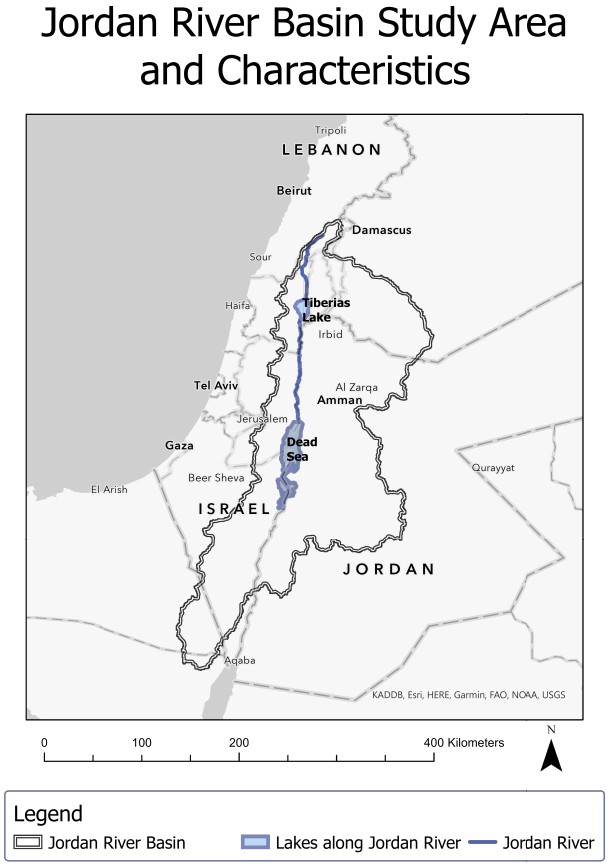 Jordan River Basin Study Area
and Characteristics
Tripoli
LEBANON
Beirut
Damascus
Sour
Haifa
Tiberias
Lake
Irbid
Tel Aviv
Al Zarqa
Amman
Jerusalem
Gaza
Dead
Sea
Qurayyat
Beer Sheva
El Arish
ISRAEL
JORDAN
Aqaba
KADDB, Esri, HERE, Garmin, FAO, NOAA, USGS
0 100 200 400 Kilometers
N
Legend
Jordan River Basin
Lakes along Jordan River
Jordan River